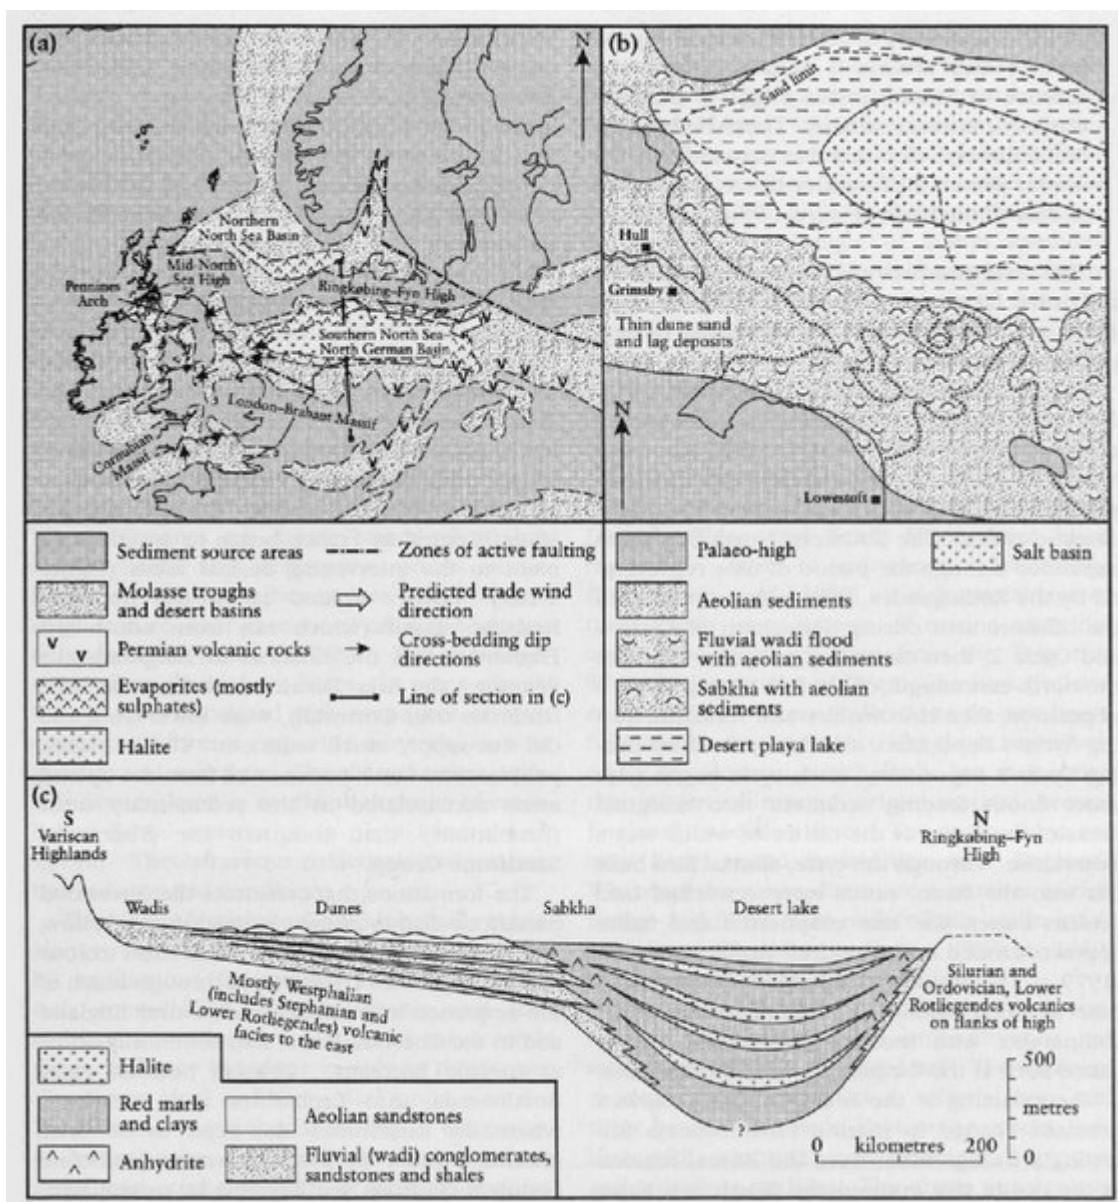 (a)
N
Northern
North Sea Basin
Mid-North
Sea High
Pennines
Arch
Ringkøbing–Fyn High
Southern North Sea–
North German Basin
London–Brabant Massif
Cornubian
Massif
(b)
Sand limit
Hull
Grimsby
Thin dune sand
and lag deposits
N
Lowestoft
Sediment source areas
Molasse troughs
and desert basins
v Permian volcanic rocks
v
Evaporites (mostly
sulphates)
Halite
Zones of active faulting
Predicted trade wind
direction
Cross-bedding dip
directions
Line of section in (c)
Palaeo-high
Aeolian sediments
Fluvial wadi flood
with aeolian sediments
Sabkha with aeolian
sediments
Desert playa lake
Salt basin
(c)
S
Variscan
Highlands
Wadis
Dunes
Sabkha
Desert lake
N
Ringkøbing–Fyn
High
Mostly Westphalian
(includes Stephanian and
Lower Rotliegendes) volcanic
facies to the east
Silurian and
Ordovician, Lower
Rotliegendes volcanics
on flanks of high
?
Halite
Red marls
and clays
Anhydrite
Aeolian sandstones
Fluvial (wadi) conglomerates,
sandstones and shales
0 kilometres 200
500
metres
0